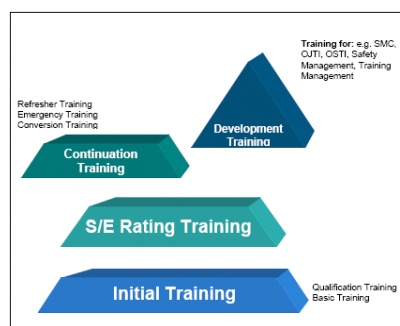 Training for: e.g. SMC,
OJTI, OSTI, Safety
Management, Training
Management
Development
Training
Refresher Training
Emergency Training
Conversion Training
Continuation
Training
S/E Rating Training
Initial Training
Qualification Training
Basic Training